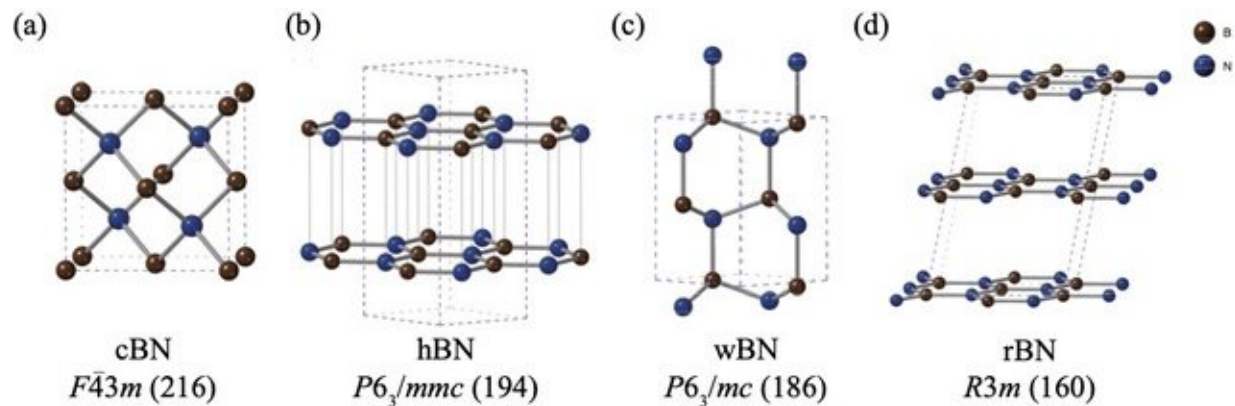 (a)
(b)
(c)
(d)
B
N
cBN
hBN
wBN
rBN
F4̄3m (216)
P6₃/mmc (194)
P6₃/mc (186)
R3m (160)